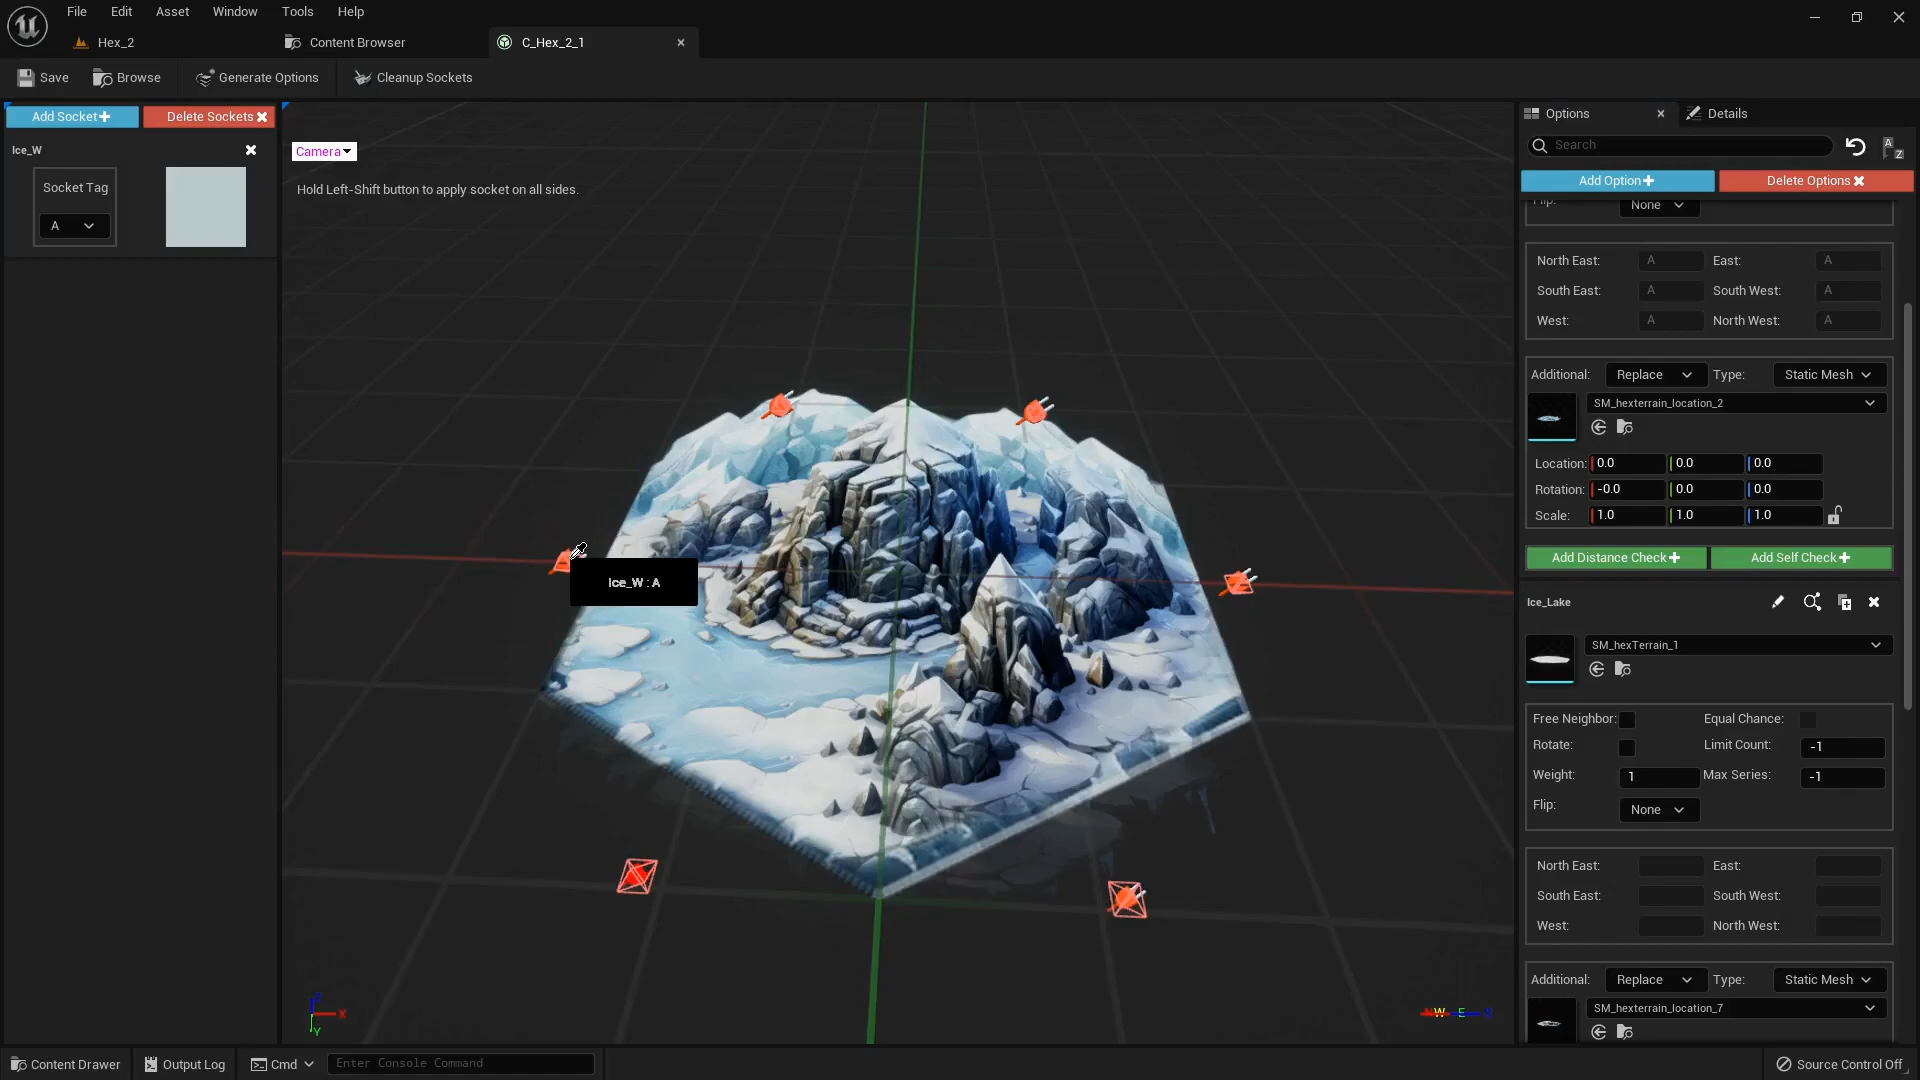 File Edit Asset Window Tools Help
Hex_2 Content Browser C_Hex_2_1
Save Browse Generate Options Cleanup Sockets
Add Socket Delete Sockets
Ice_W
Socket Tag
A
Camera
Hold Left-Shift button to apply socket on all sides.
Ice_W : A
X
Y
W E
Options Details
Search
Add Option Delete Options
None
North East: A East: A
South East: A South West: A
West: A North West: A
Additional: Replace Type: Static Mesh
SM_hexterrain_location_2
Location: 0.0 0.0 0.0
Rotation: -0.0 0.0 0.0
Scale: 1.0 1.0 1.0
Add Distance Check Add Self Check
Ice_Lake
SM_hexTerrain_1
Free Neighbor: Equal Chance:
Rotate: Limit Count: -1
Weight: 1 Max Series: -1
Flip: None
North East: East:
South East: South West:
West: North West:
Additional: Replace Type: Static Mesh
SM_hexterrain_location_7
Content Drawer Output Log Cmd Enter Console Command Source Control Off